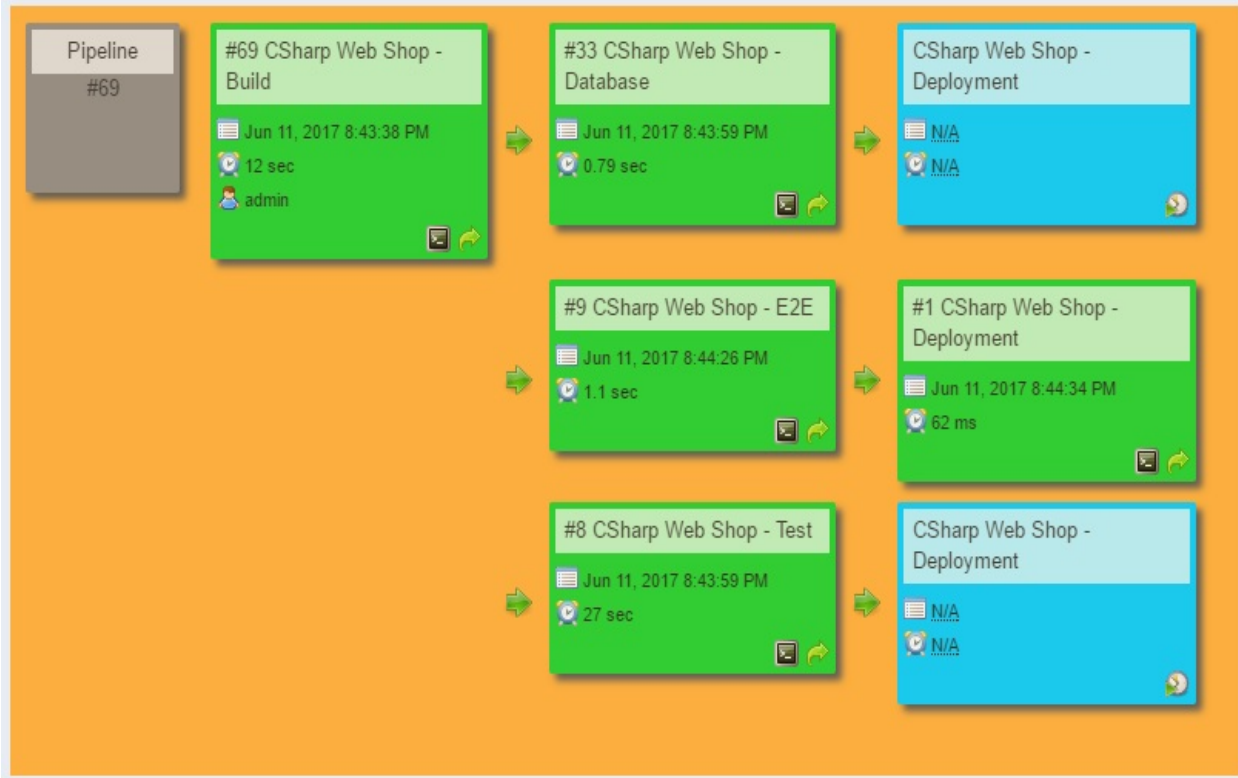 Pipeline
#69
#69 CSharp Web Shop -
Build
Jun 11, 2017 8:43:38 PM
12 sec
admin
#33 CSharp Web Shop -
Database
Jun 11, 2017 8:43:59 PM
0.79 sec
CSharp Web Shop -
Deployment
N/A
N/A
#9 CSharp Web Shop - E2E
Jun 11, 2017 8:44:26 PM
1.1 sec
#1 CSharp Web Shop -
Deployment
Jun 11, 2017 8:44:34 PM
62 ms
#8 CSharp Web Shop - Test
Jun 11, 2017 8:43:59 PM
27 sec
CSharp Web Shop -
Deployment
N/A
N/A